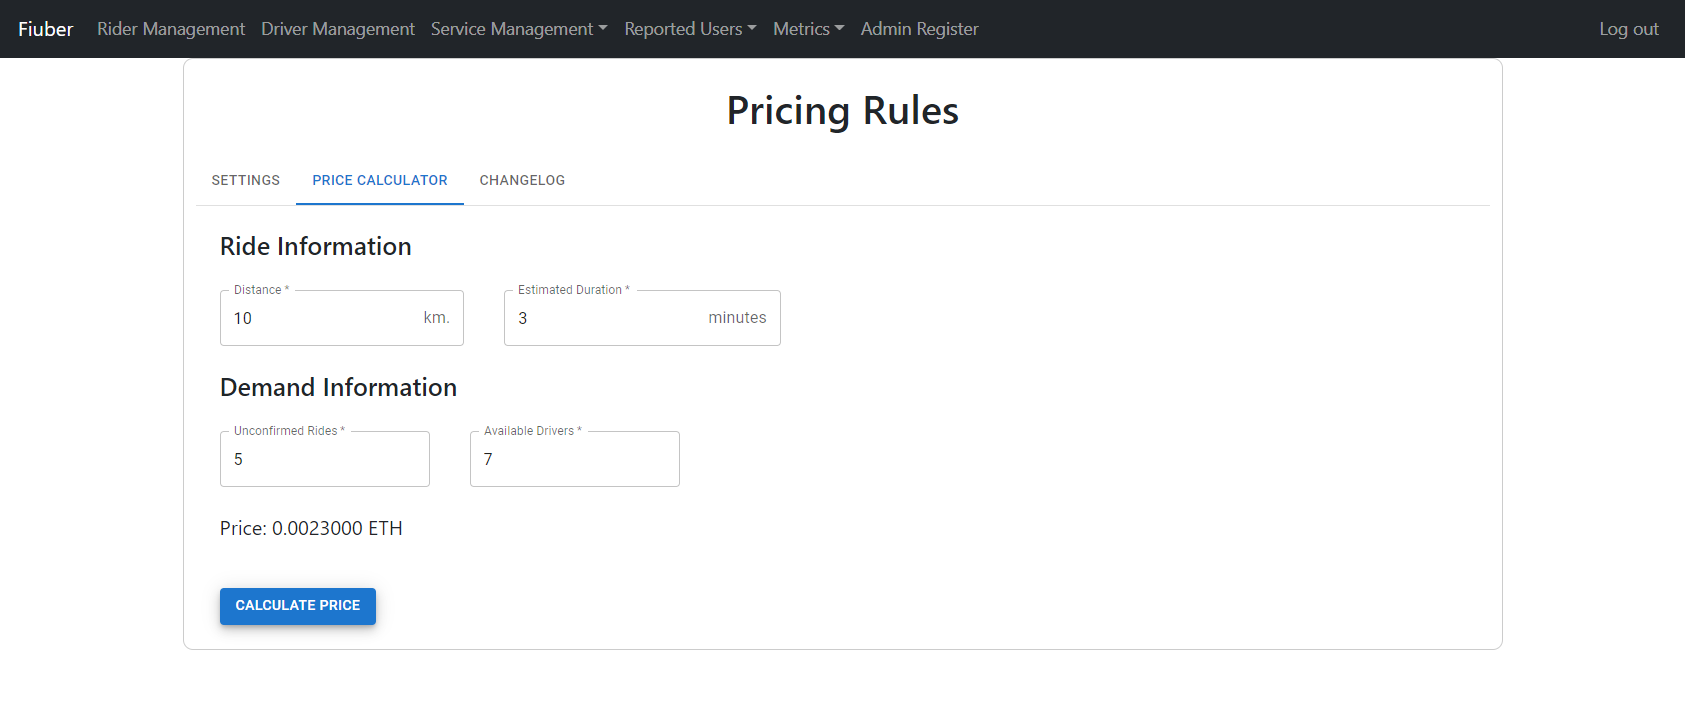 Fiuber Rider Management Driver Management Service Management Reported Users Metrics Admin Register Log out
Pricing Rules
SETTINGS PRICE CALCULATOR CHANGELOG
Ride Information
Distance * Estimated Duration *
10 km. 3 minutes
Demand Information
Unconfirmed Rides * Available Drivers *
5 7
Price: 0.0023000 ETH
CALCULATE PRICE